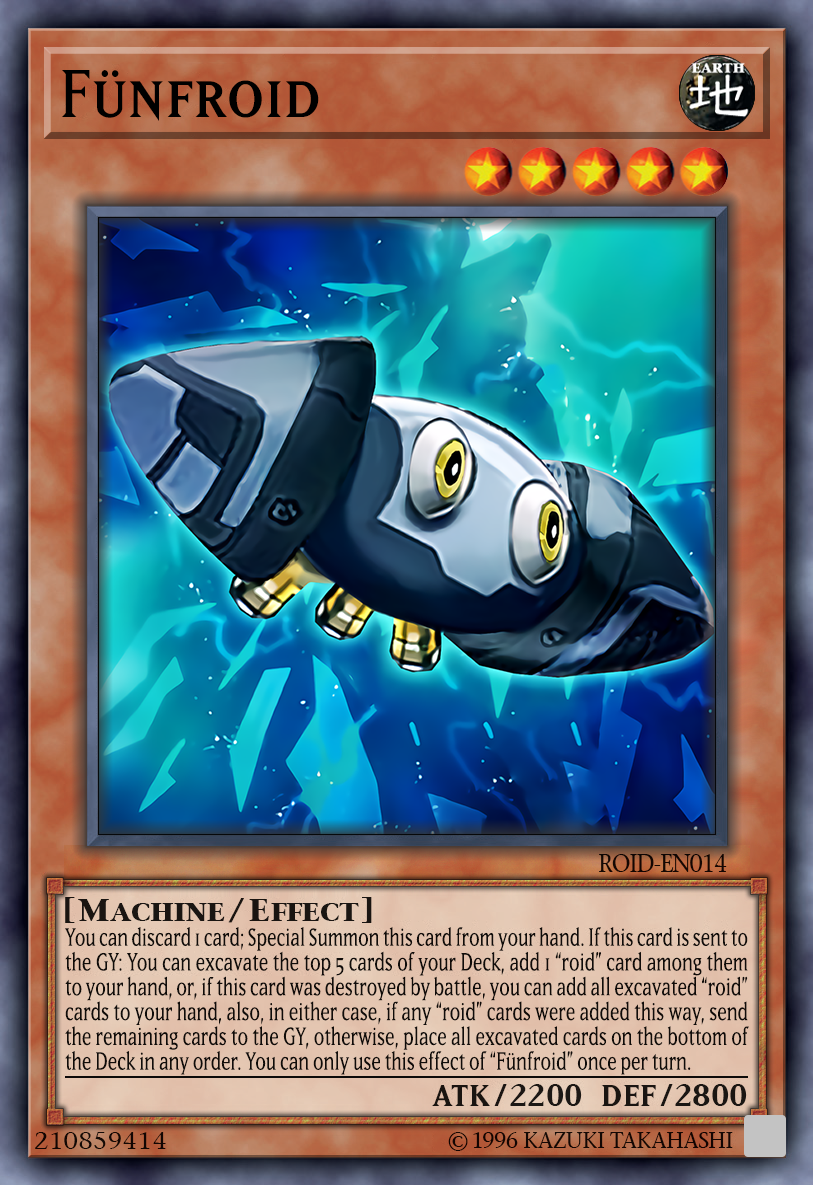 Fünfroid
EARTH
地
ROID-EN014
[Machine/Effect]
You can discard 1 card; Special Summon this card from your hand. If this card is sent to
the GY: You can excavate the top 5 cards of your Deck, add 1 “roid” card among them
to your hand, or, if this card was destroyed by battle, you can add all excavated “roid”
cards to your hand, also, in either case, if any “roid” cards were added this way, send
the remaining cards to the GY, otherwise, place all excavated cards on the bottom of
the Deck in any order. You can only use this effect of “Fünfroid” once per turn.
ATK/2200 DEF/2800
210859414 © 1996 KAZUKI TAKAHASHI